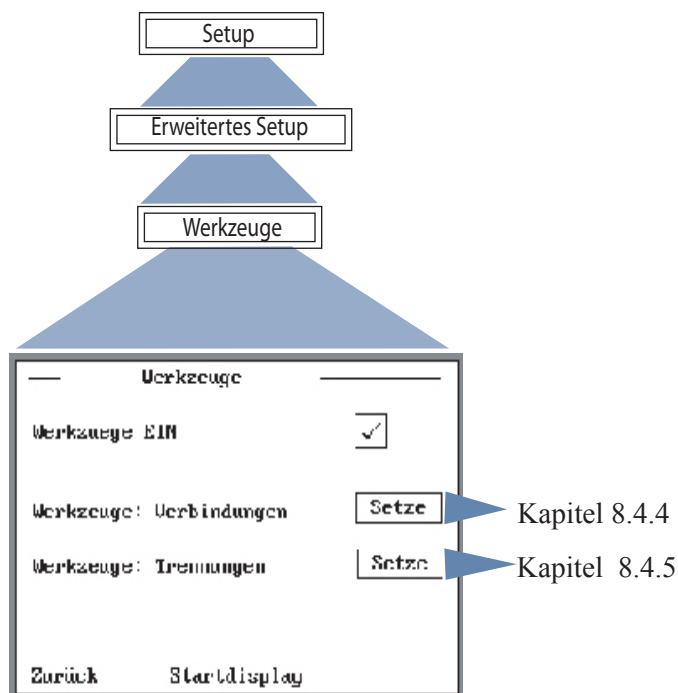 Setup
Erweitertes Setup
Werkzeuge
Werkzeuge
Werkzuege EIN ✓
Werkzeuge: Verbindungen Setze
Kapitel 8.4.4
Werkzeuge: Trennungen Setze
Kapitel 8.4.5
Zurück Startdisplay